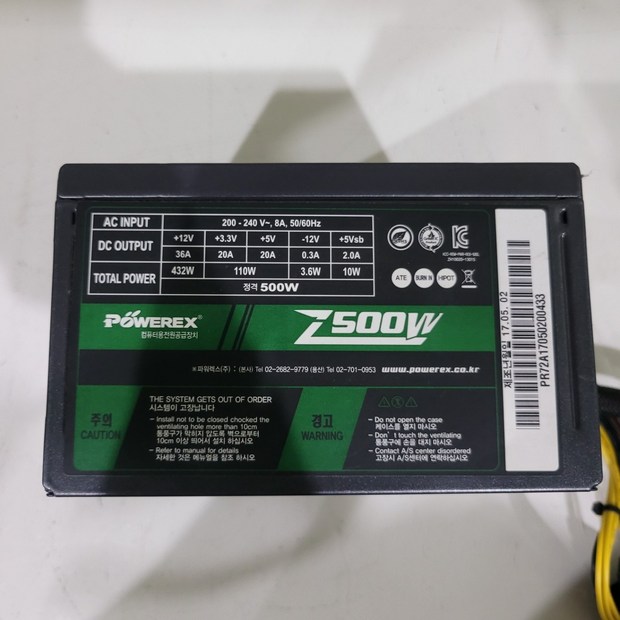 AC INPUT 200 - 240 V~, 8A, 50/60Hz
DC OUTPUT +12V +3.3V +5V -12V +5Vsb
36A 20A 20A 0.3A 2.0A
TOTAL POWER 432W 110W 3.6W 10W
정격 500W
ATE BURN IN HIPOT
POWEREX®
컴퓨터용전원공급장치
Z500W
※파워렉스(주) : (본사) Tel 02-2682-9779 (용산) Tel 02-701-0953 www.powerex.co.kr
주의
CAUTION
THE SYSTEM GETS OUT OF ORDER
시스템이 고장납니다
- Install not to be closed chocked the
ventilating hole more than 10cm
통풍구가 막히지 않도록 벽으로부터
10cm 이상 띄어서 설치 하십시오
- Refer to manual for details
자세한 것은 메뉴얼을 참조 하십시오
경고
WARNING
- Do not open the case
케이스를 열지 마시오
- Don`t touch the ventilating
통풍구에 손을 대지 마시오
- Contact A/S center disordered
고장시 A/S센터에 연락하십시오
제조년월일 17. 05. 02
PR72A17050200433